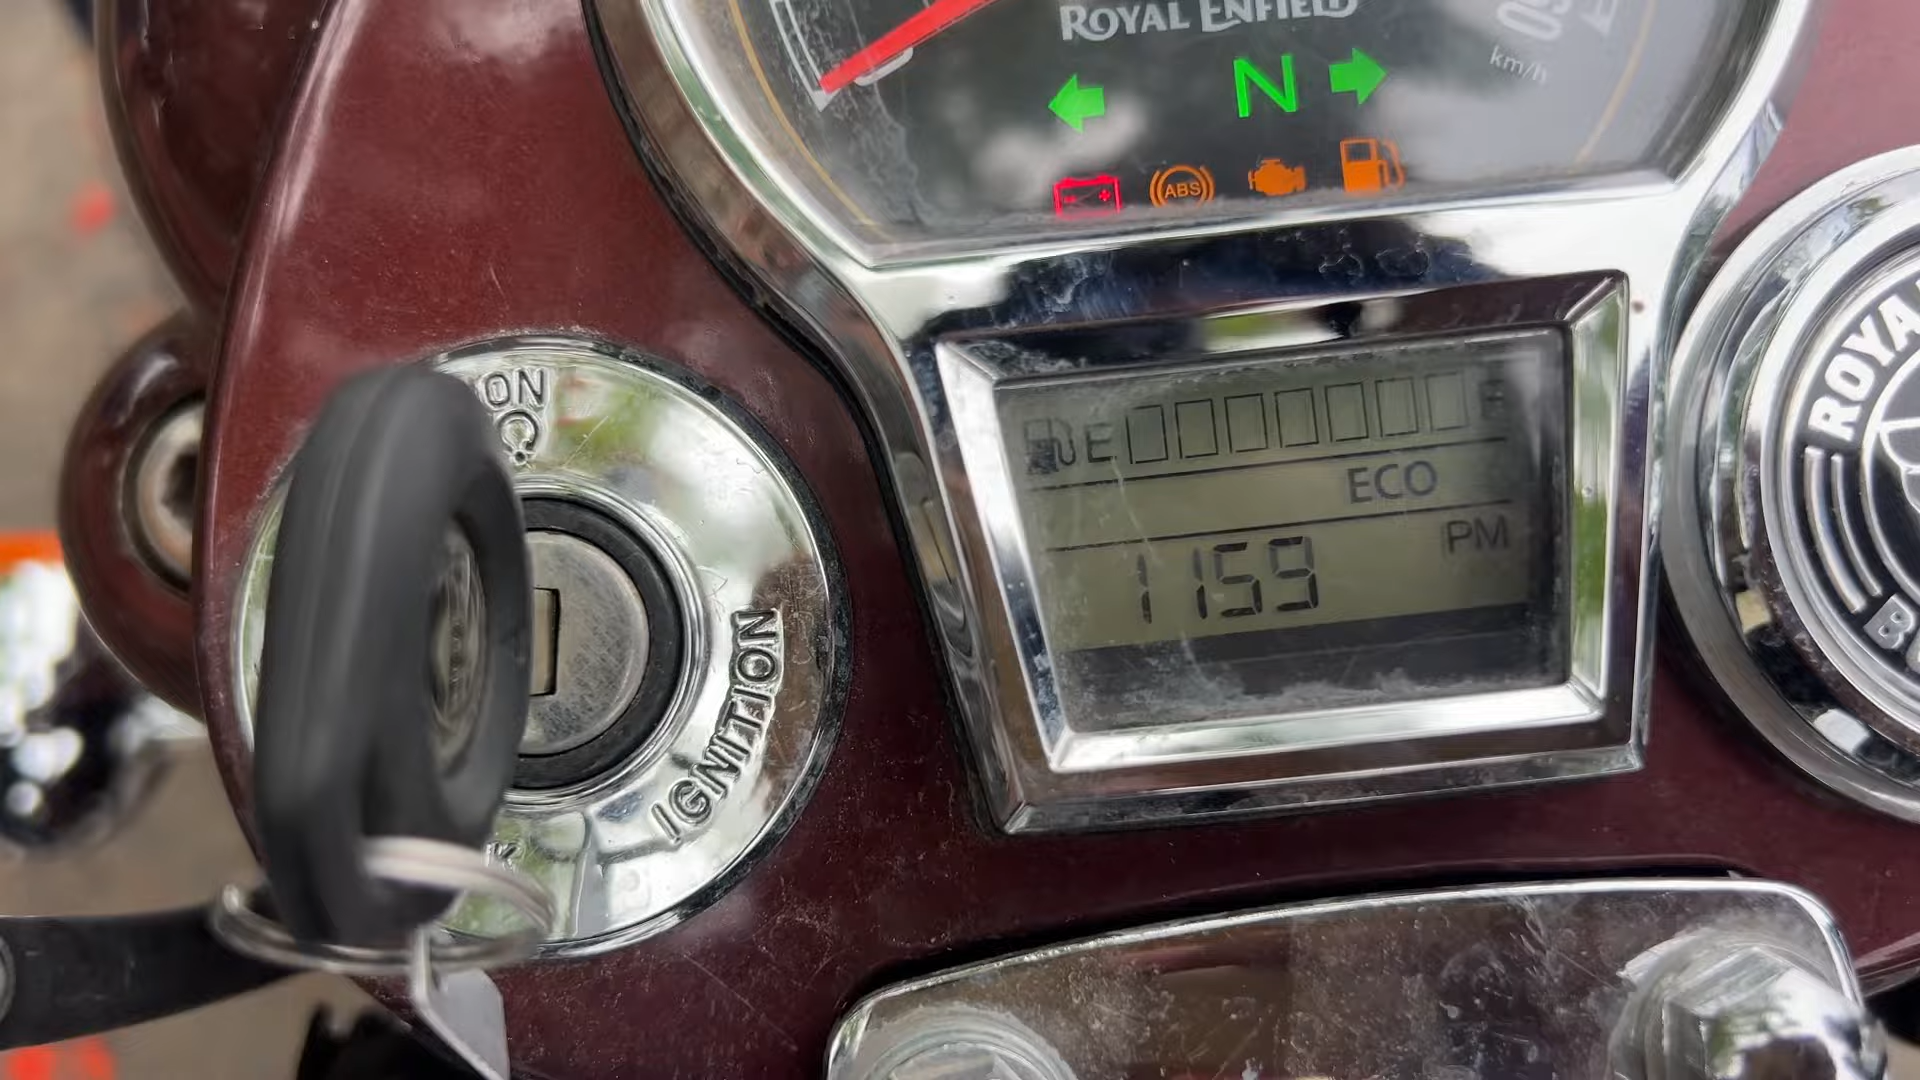 ROYAL ENFIELD
N
km/h
ABS
ON
E
F
ECO
PM
1159
IGNITION